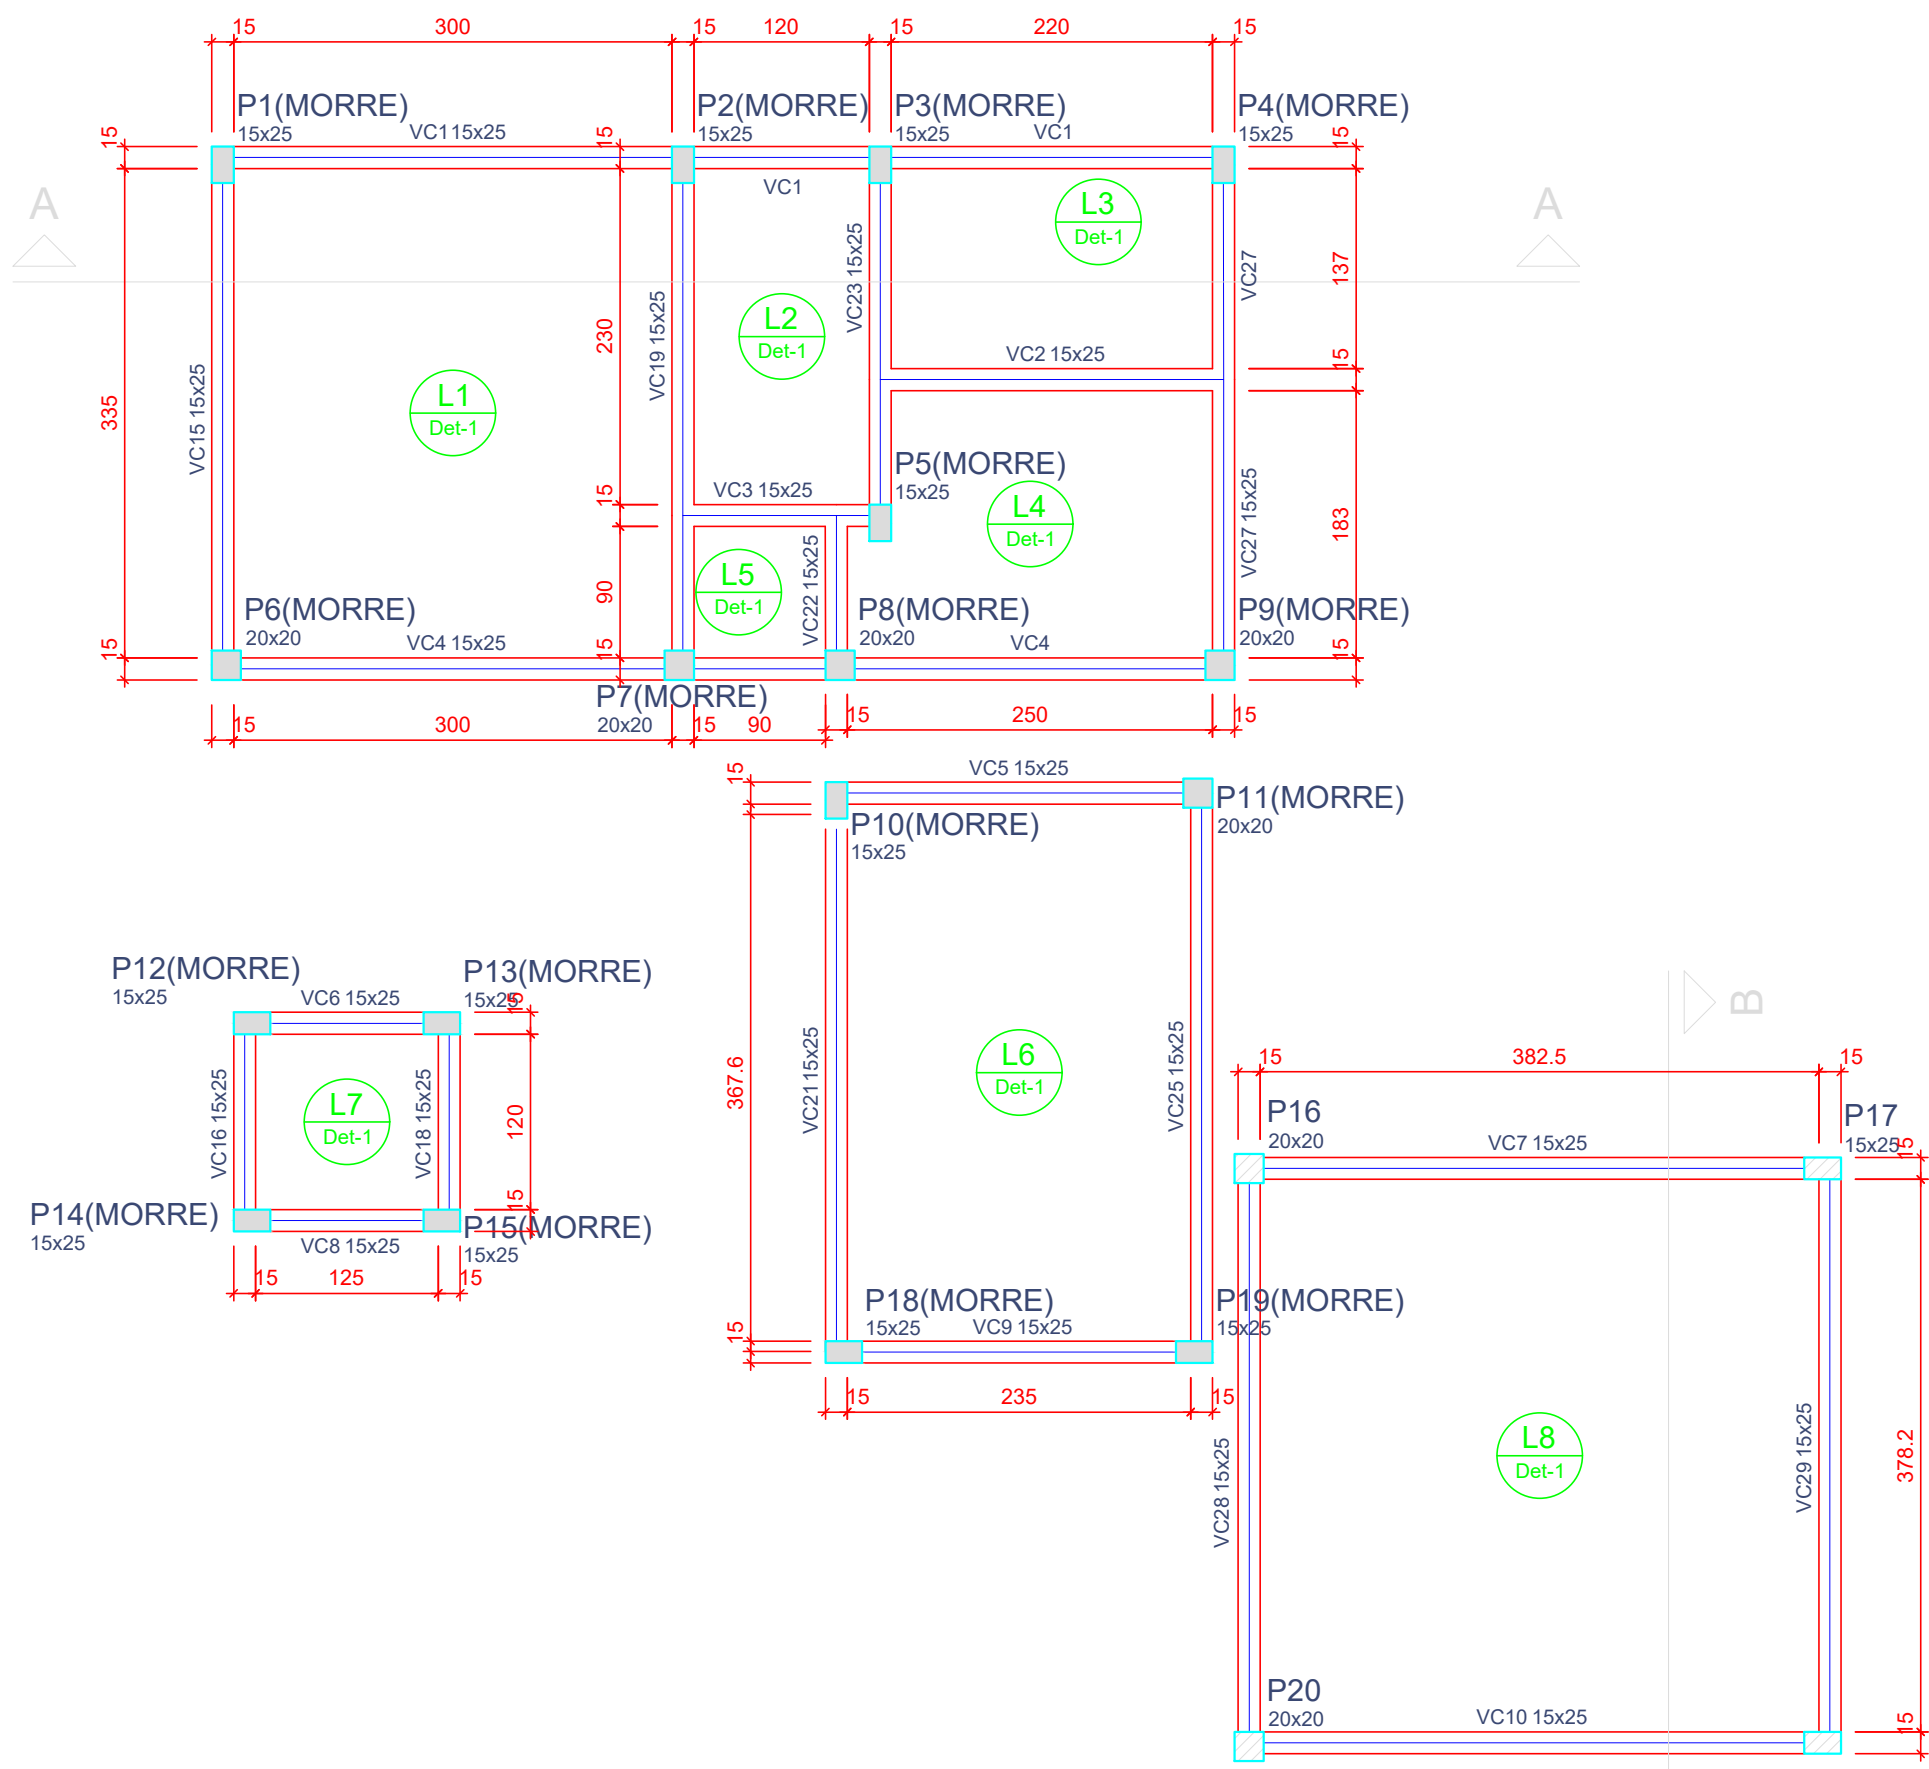 15 300 15 120 15 220 15
P1(MORRE)
15x25
VC1 15x25
P2(MORRE)
15x25
P3(MORRE)
15x25
VC1
P4(MORRE)
15x25
15
15
15
VC1
A
A
L3
Det-1
VC23 15x25
VC27
137
L2
Det-1
VC19 15x25
230
VC2 15x25
15
VC15 15x25
335
L1
Det-1
P5(MORRE)
15x25
VC3 15x25
15
L4
Det-1
VC27 15x25
183
L5
Det-1
VC22 15x25
90
P6(MORRE)
20x20
VC4 15x25
P8(MORRE)
20x20
VC4
P9(MORRE)
20x20
15
15
15
P7(MORRE)
20x20
15 300 15 90 15 250 15
VC5 15x25
15
P10(MORRE)
15x25
P11(MORRE)
20x20
P12(MORRE)
15x25
VC6 15x25
P13(MORRE)
15x25
15
B
L6
Det-1
VC21 15x25
VC25 15x25
367.6
L7
Det-1
VC16 15x25
VC18 15x25
120
15 382.5 15
P16
20x20
VC7 15x25
P17
15x25
15
P14(MORRE)
15x25
VC8 15x25
P15(MORRE)
15x25
15
15 125 15
P18(MORRE)
15x25
VC9 15x25
P19(MORRE)
15x25
15
15 235 15
L8
Det-1
VC28 15x25
VC29 15x25
378.2
P20
20x20
VC10 15x25
15